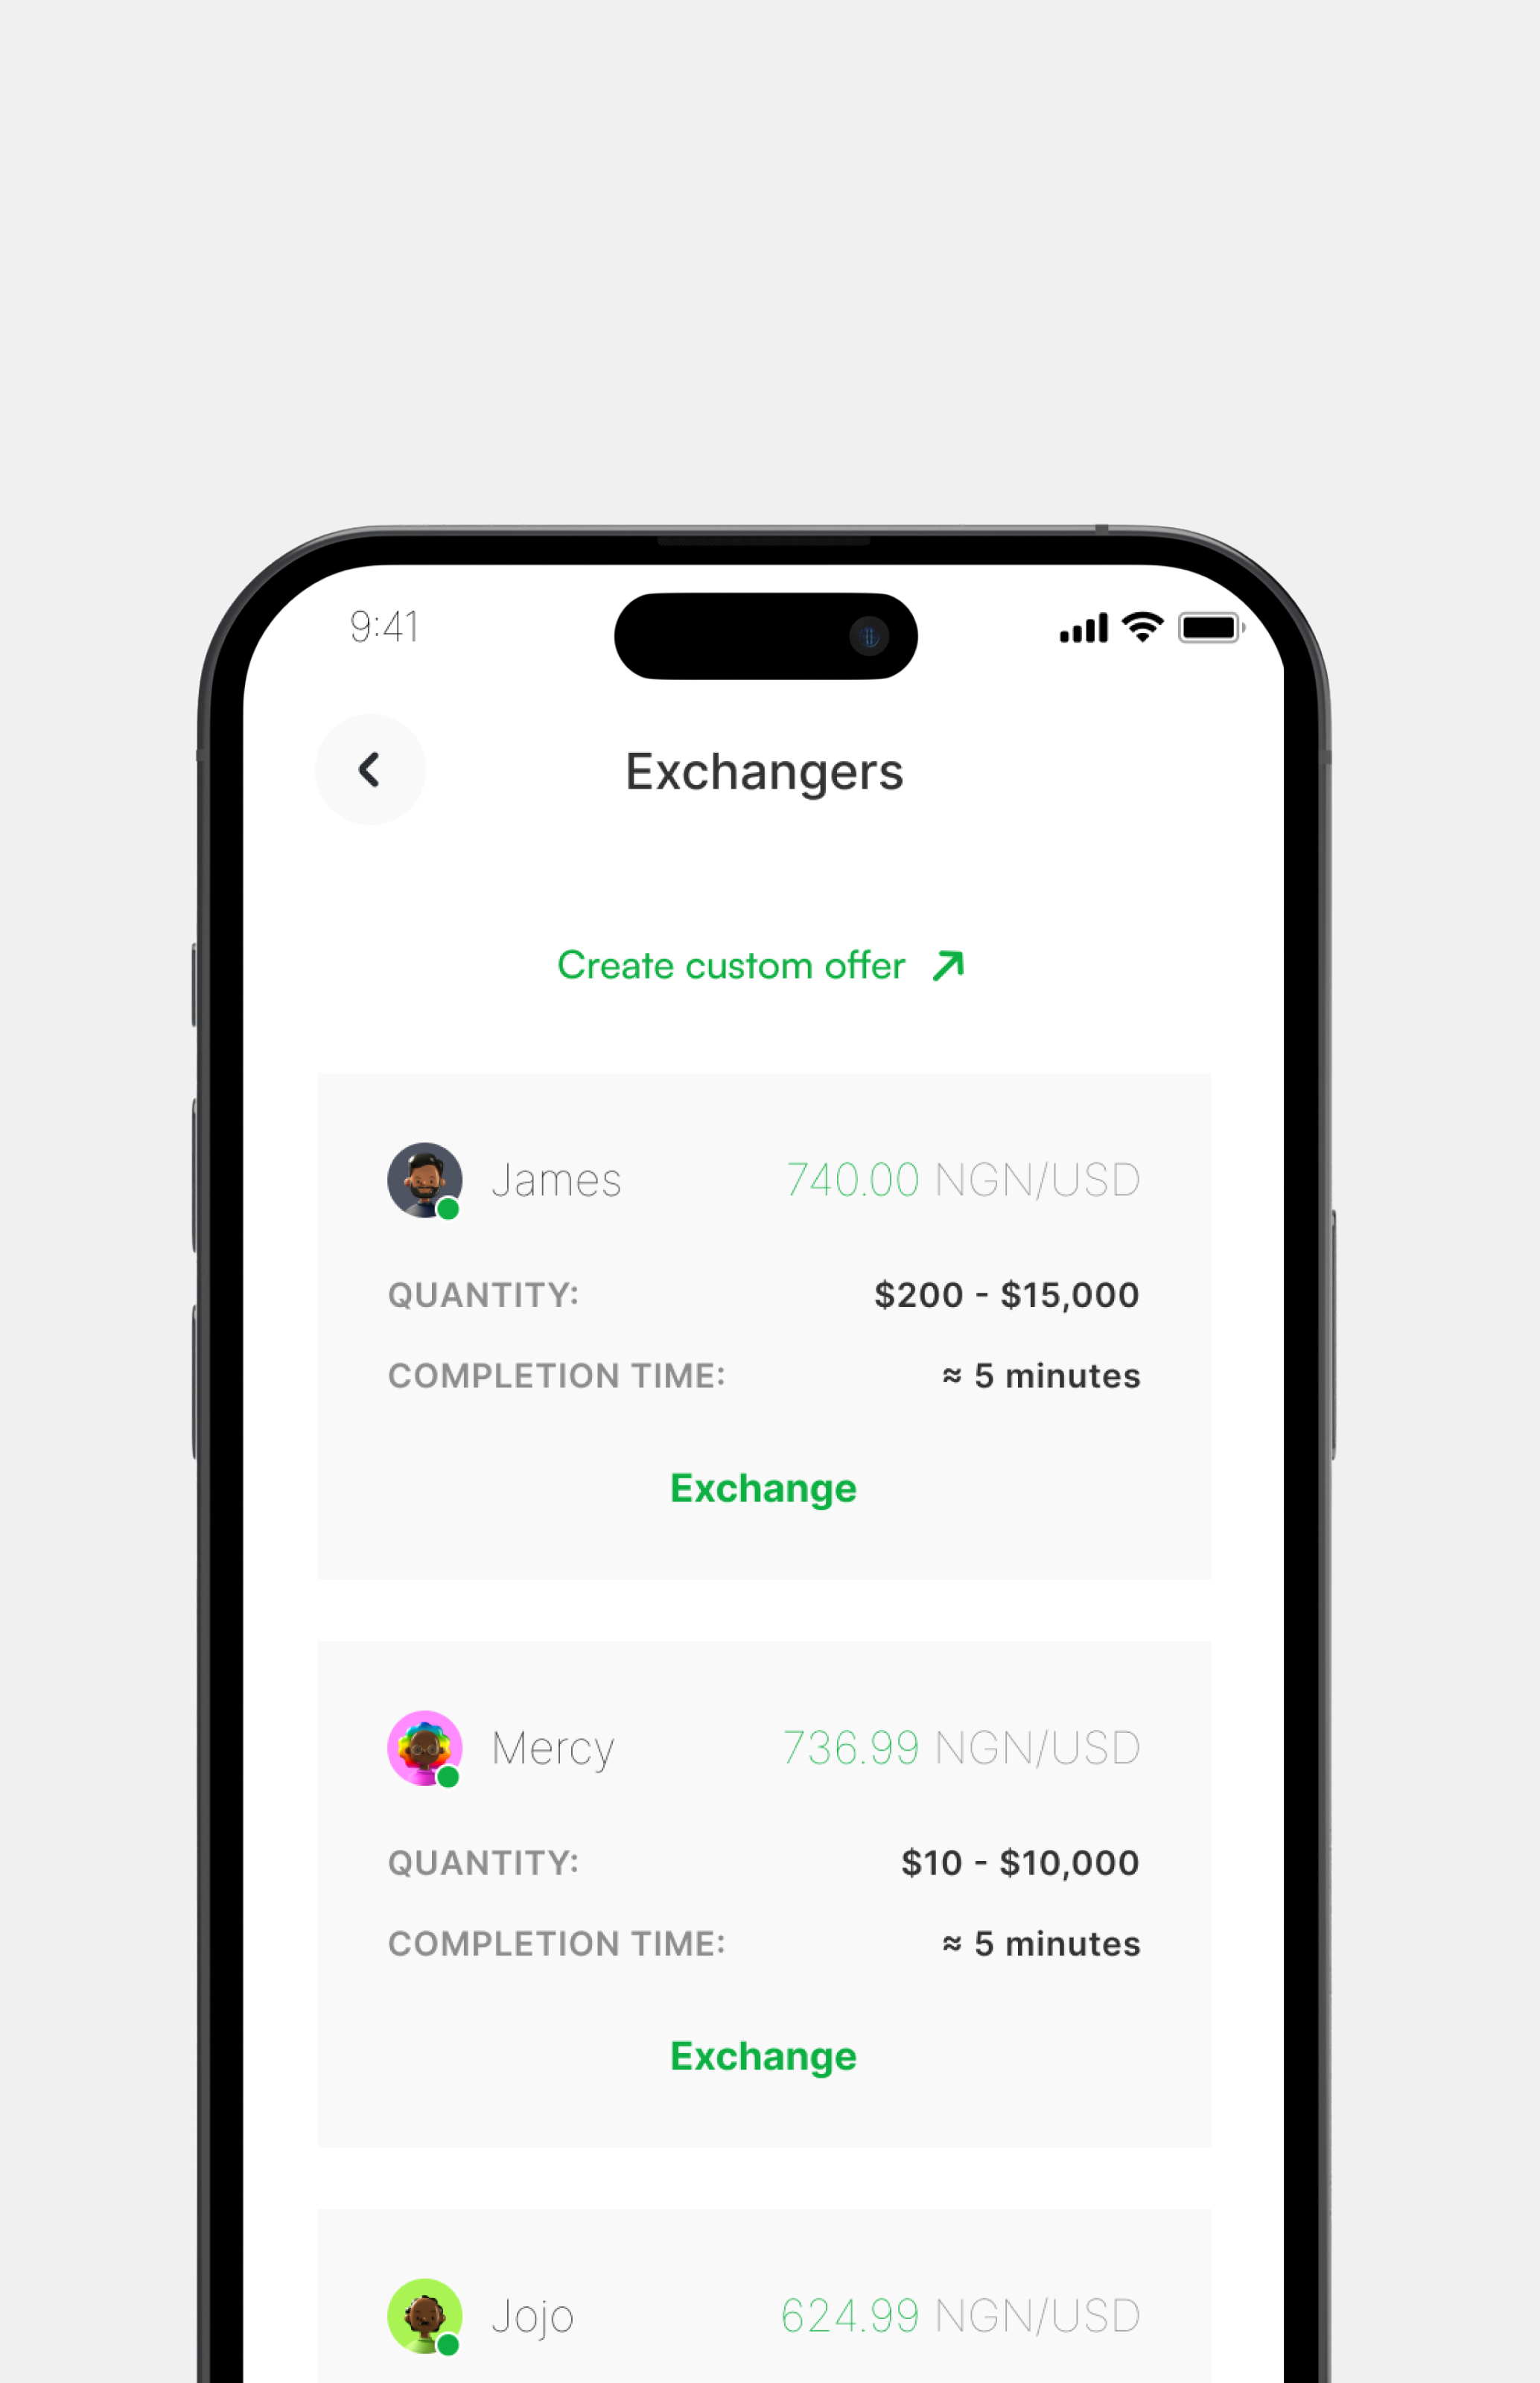 9:41
Exchangers
Create custom offer
James 740.00 NGN/USD
QUANTITY: $200 - $15,000
COMPLETION TIME: ≈ 5 minutes
Exchange
Mercy 736.99 NGN/USD
QUANTITY: $10 - $10,000
COMPLETION TIME: ≈ 5 minutes
Exchange
Jojo 624.99 NGN/USD